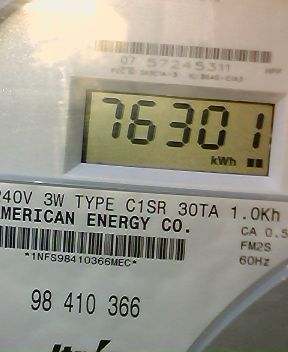 07 57245311
76301
kWh
240V 3W TYPE C1SR 30TA 1.0Kh
AMERICAN ENERGY CO.
CA 0.5
FM2S
60Hz
*1NFS98410366MEC*
98 410 366